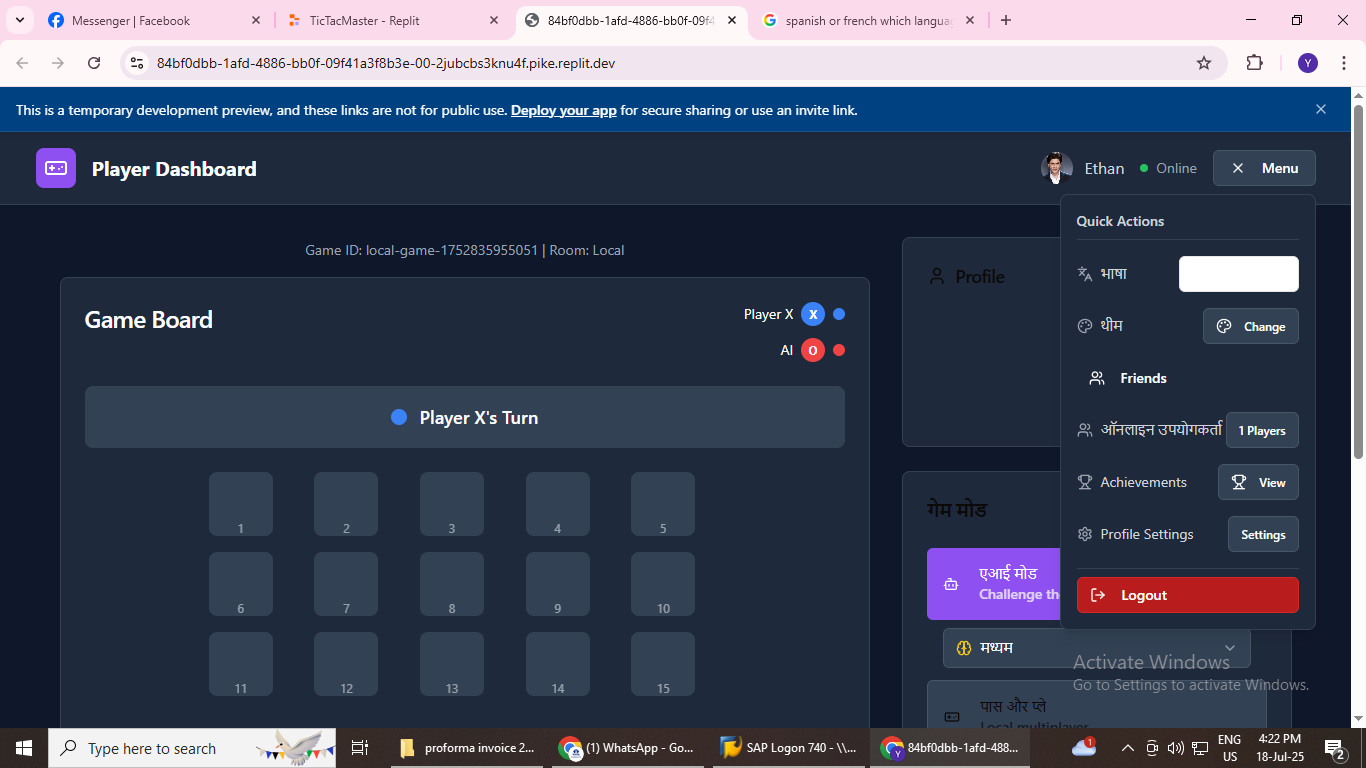 Messenger | Facebook
TicTacMaster - Replit
84bf0dbb-1afd-4886-bb0f-09f4
spanish or french which langua
84bf0dbb-1afd-4886-bb0f-09f41a3f8b3e-00-2jubcbs3knu4f.pike.replit.dev
Y
This is a temporary development preview, and these links are not for public use. Deploy your app for secure sharing or use an invite link.
Player Dashboard
Ethan
Online
Menu
Game ID: local-game-1752835955051 | Room: Local
Game Board
Player X X
AI O
Player X's Turn
1 2 3 4 5
6 7 8 9 10
11 12 13 14 15
Profile
गेम मोड
एआई मोड
Challenge th
मध्यम
पास और प्ले
Local multiplayer
Quick Actions
भाषा
थीम Change
Friends
ऑनलाइन उपयोगकर्ता 1 Players
Achievements View
Profile Settings Settings
Logout
Activate Windows
Go to Settings to activate Windows.
Type here to search
proforma invoice 2...
(1) WhatsApp - Go...
SAP Logon 740 - \\...
84bf0dbb-1afd-488...
1
ENG
US
4:22 PM
18-Jul-25
2